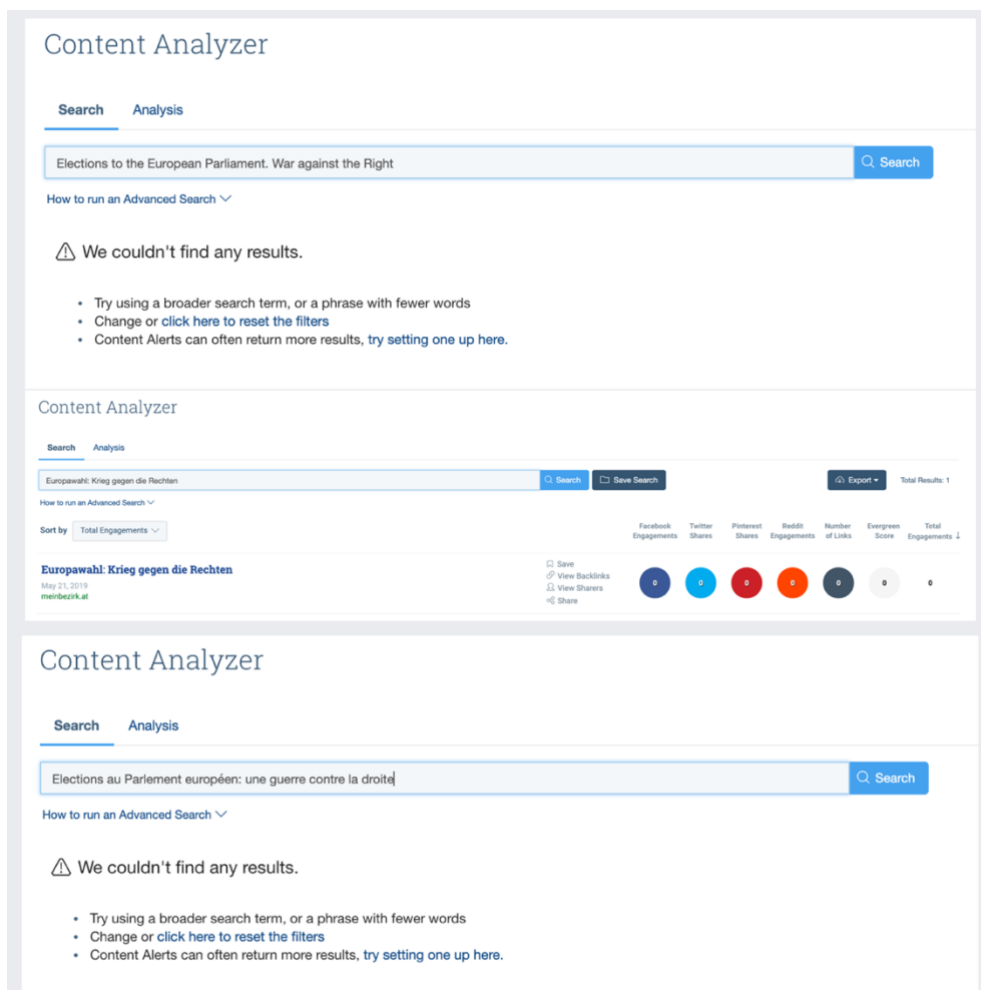 Content Analyzer
Search Analysis
Elections to the European Parliament. War against the Right
Search
How to run an Advanced Search
We couldn't find any results.
• Try using a broader search term, or a phrase with fewer words
• Change or click here to reset the filters
• Content Alerts can often return more results, try setting one up here.
Content Analyzer
Search Analysis
Europawahl: Krieg gegen die Rechten Search Save Search Export Total Results: 1
How to run an Advanced Search
Sort by Total Engagements
Facebook Engagements Twitter Shares Pinterest Shares Reddit Engagements Number of Links Evergreen Score Total Engagements ↓
Europawahl: Krieg gegen die Rechten
May 21, 2019
meinbezirk.at
Save
View Backlinks
View Sharers
Share
0 0 0 0 0 0 0
Content Analyzer
Search Analysis
Elections au Parlement européen: une guerre contre la droite
Search
How to run an Advanced Search
We couldn't find any results.
• Try using a broader search term, or a phrase with fewer words
• Change or click here to reset the filters
• Content Alerts can often return more results, try setting one up here.